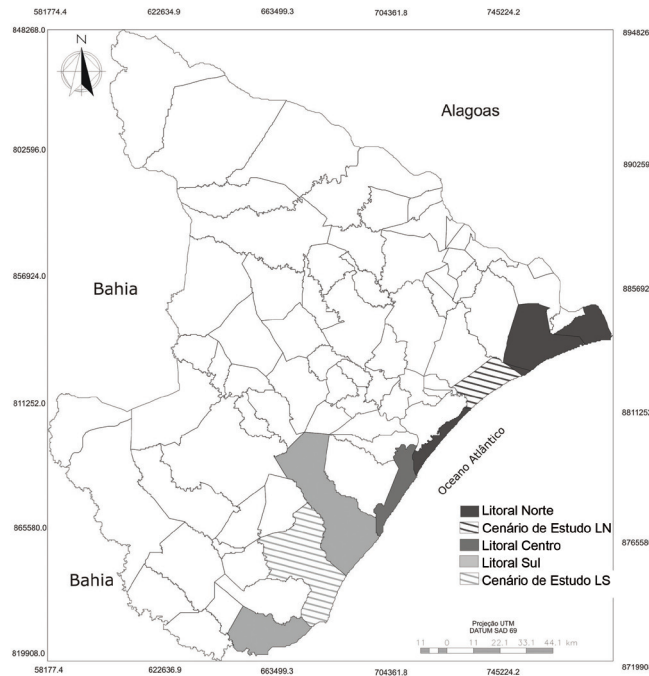 581774.4 622634.9 663499.3 704361.8 745224.2
848268.0 894826
N
Alagoas
802596.0 890259
Bahia
856924.0 885692
811252.0 881252
Oceano Atlântico
Litoral Norte
Cenário de Estudo LN
Litoral Centro
Litoral Sul
Cenário de Estudo LS
865580.0 876558
Bahia
Projeção UTM
DATUM SAD 69
11 0 11 22.1 33.1 44.1 km
819908.0 871990
58177.4 622636.9 663499.3 704361.8 745224.2